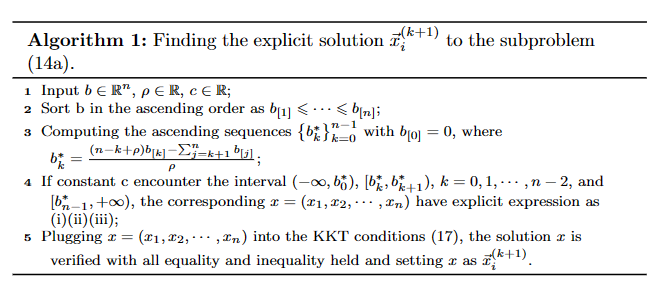 Algorithm 1: Finding the explicit solution $\vec{x}_i^{(k+1)}$ to the subproblem
(14a).
1 Input $b \in \mathbb{R}^n$, $\rho \in \mathbb{R}$, $c \in \mathbb{R}$;
2 Sort b in the ascending order as $b_{[1]} \leqslant \cdots \leqslant b_{[n]}$;
3 Computing the ascending sequences $\{b_k^*\}_{k=0}^{n-1}$ with $b_{[0]} = 0$, where
$b_k^* = \frac{(n-k+\rho)b_{[k]} - \sum_{j=k+1}^{n} b_{[j]}}{\rho}$;
4 If constant c encounter the interval $(-\infty, b_0^*)$, $[b_k^*, b_{k+1}^*)$, $k = 0, 1, \cdots, n-2$, and
$[b_{n-1}^*, +\infty)$, the corresponding $x = (x_1, x_2, \cdots, x_n)$ have explicit expression as
(i)(ii)(iii);
5 Plugging $x = (x_1, x_2, \cdots, x_n)$ into the KKT conditions (17), the solution $x$ is
verified with all equality and inequality held and setting $x$ as $\vec{x}_i^{(k+1)}$.